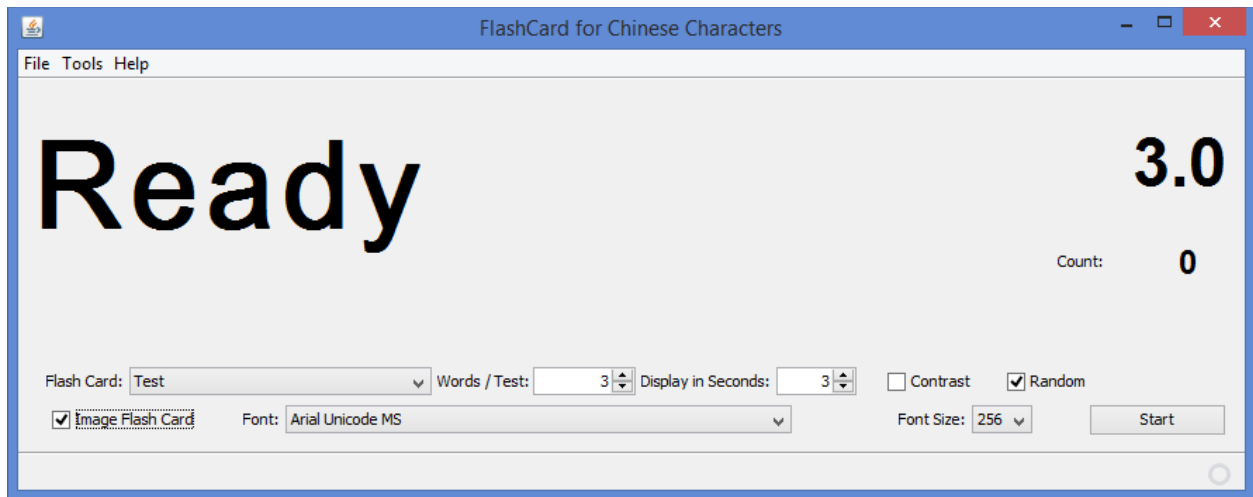 FlashCard for Chinese Characters
File Tools Help
Ready
3.0
Count: 0
Flash Card: Test Words / Test: 3 Display in Seconds: 3 Contrast Random
Image Flash Card Font: Arial Unicode MS Font Size: 256 Start